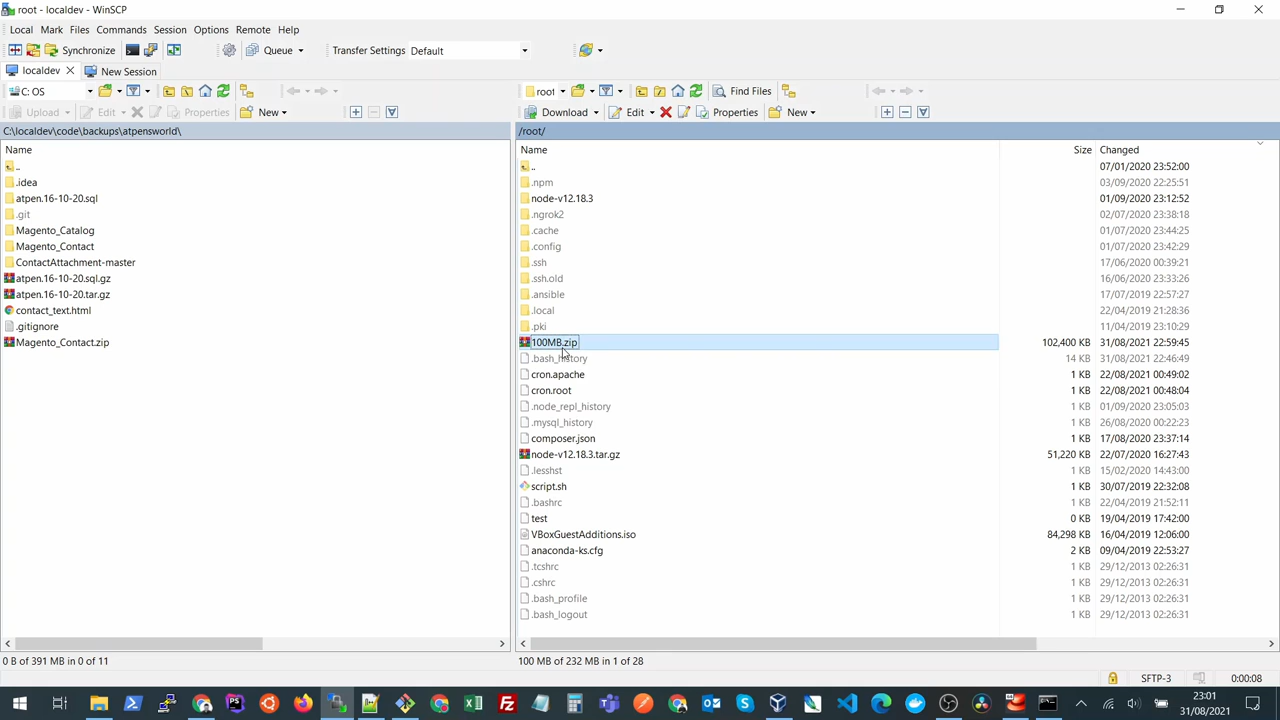 root - localdev - WinSCP
Local Mark Files Commands Session Options Remote Help
Synchronize Queue Transfer Settings Default
localdev New Session
C: OS root Find Files
Upload Edit Properties New Download Edit Properties New
C:\localdev\code\backups\atpensworld\ /root/
Name Name Size Changed
.. .. 07/01/2020 23:52:00
.idea .npm 03/09/2020 22:25:51
atpen.16-10-20.sql node-v12.18.3 01/09/2020 23:12:52
.git .ngrok2 02/07/2020 23:38:18
Magento_Catalog .cache 01/07/2020 23:44:25
Magento_Contact .config 01/07/2020 23:42:29
ContactAttachment-master .ssh 17/06/2020 00:39:21
atpen.16-10-20.sql.gz .ssh.old 16/06/2020 23:33:26
atpen.16-10-20.tar.gz .ansible 17/07/2019 22:57:27
contact_text.html .local 22/04/2019 21:28:36
.gitignore .pki 11/04/2019 23:10:29
Magento_Contact.zip 100MB.zip 102,400 KB 31/08/2021 22:59:45
.bash_history 14 KB 31/08/2021 22:46:49
cron.apache 1 KB 22/08/2021 00:49:02
cron.root 1 KB 22/08/2021 00:48:04
.node_repl_history 1 KB 01/09/2020 23:05:03
.mysql_history 1 KB 26/08/2020 00:22:23
composer.json 1 KB 17/08/2020 23:37:14
node-v12.18.3.tar.gz 51,220 KB 22/07/2020 16:27:43
.lesshst 1 KB 15/02/2020 14:43:00
script.sh 1 KB 30/07/2019 22:32:08
.bashrc 1 KB 22/04/2019 21:52:11
test 0 KB 19/04/2019 17:42:00
VBoxGuestAdditions.iso 84,298 KB 16/04/2019 12:06:00
anaconda-ks.cfg 2 KB 09/04/2019 22:53:27
.tcshrc 1 KB 29/12/2013 02:26:31
.cshrc 1 KB 29/12/2013 02:26:31
.bash_profile 1 KB 29/12/2013 02:26:31
.bash_logout 1 KB 29/12/2013 02:26:31
0 B of 391 MB in 0 of 11 100 MB of 232 MB in 1 of 28
SFTP-3 0:00:08
23:01
31/08/2021